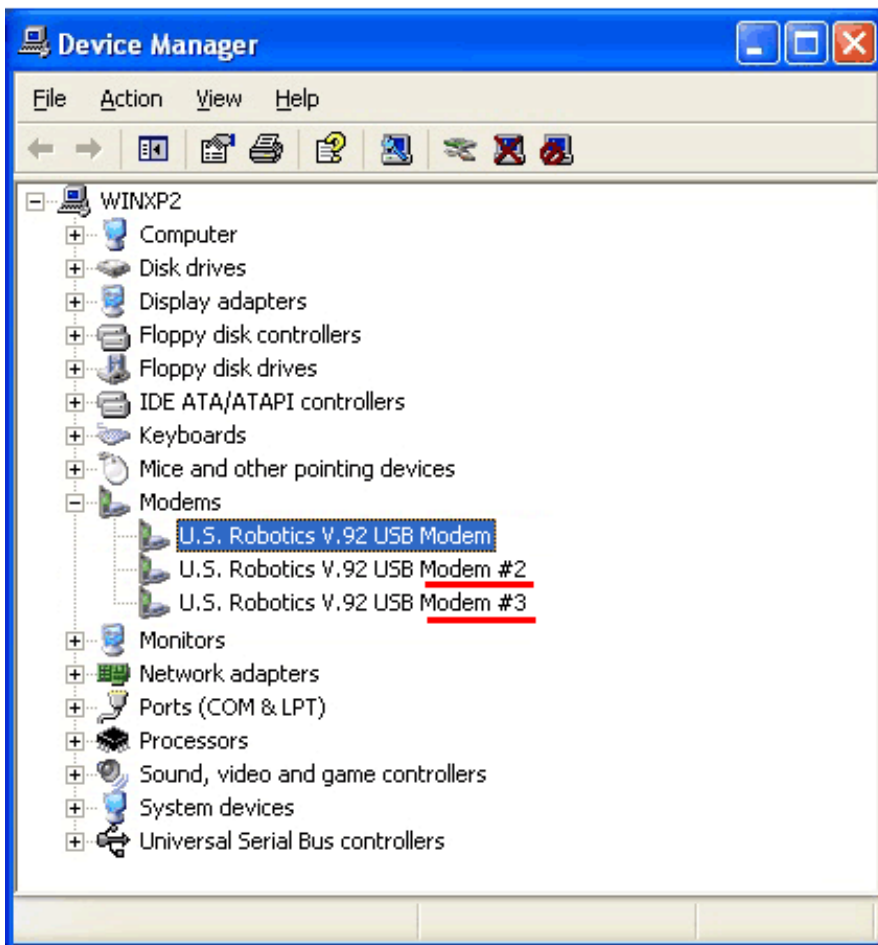 Device Manager
File Action View Help
WINXP2
Computer
Disk drives
Display adapters
Floppy disk controllers
Floppy disk drives
IDE ATA/ATAPI controllers
Keyboards
Mice and other pointing devices
Modems
U.S. Robotics V.92 USB Modem
U.S. Robotics V.92 USB Modem #2
U.S. Robotics V.92 USB Modem #3
Monitors
Network adapters
Ports (COM & LPT)
Processors
Sound, video and game controllers
System devices
Universal Serial Bus controllers